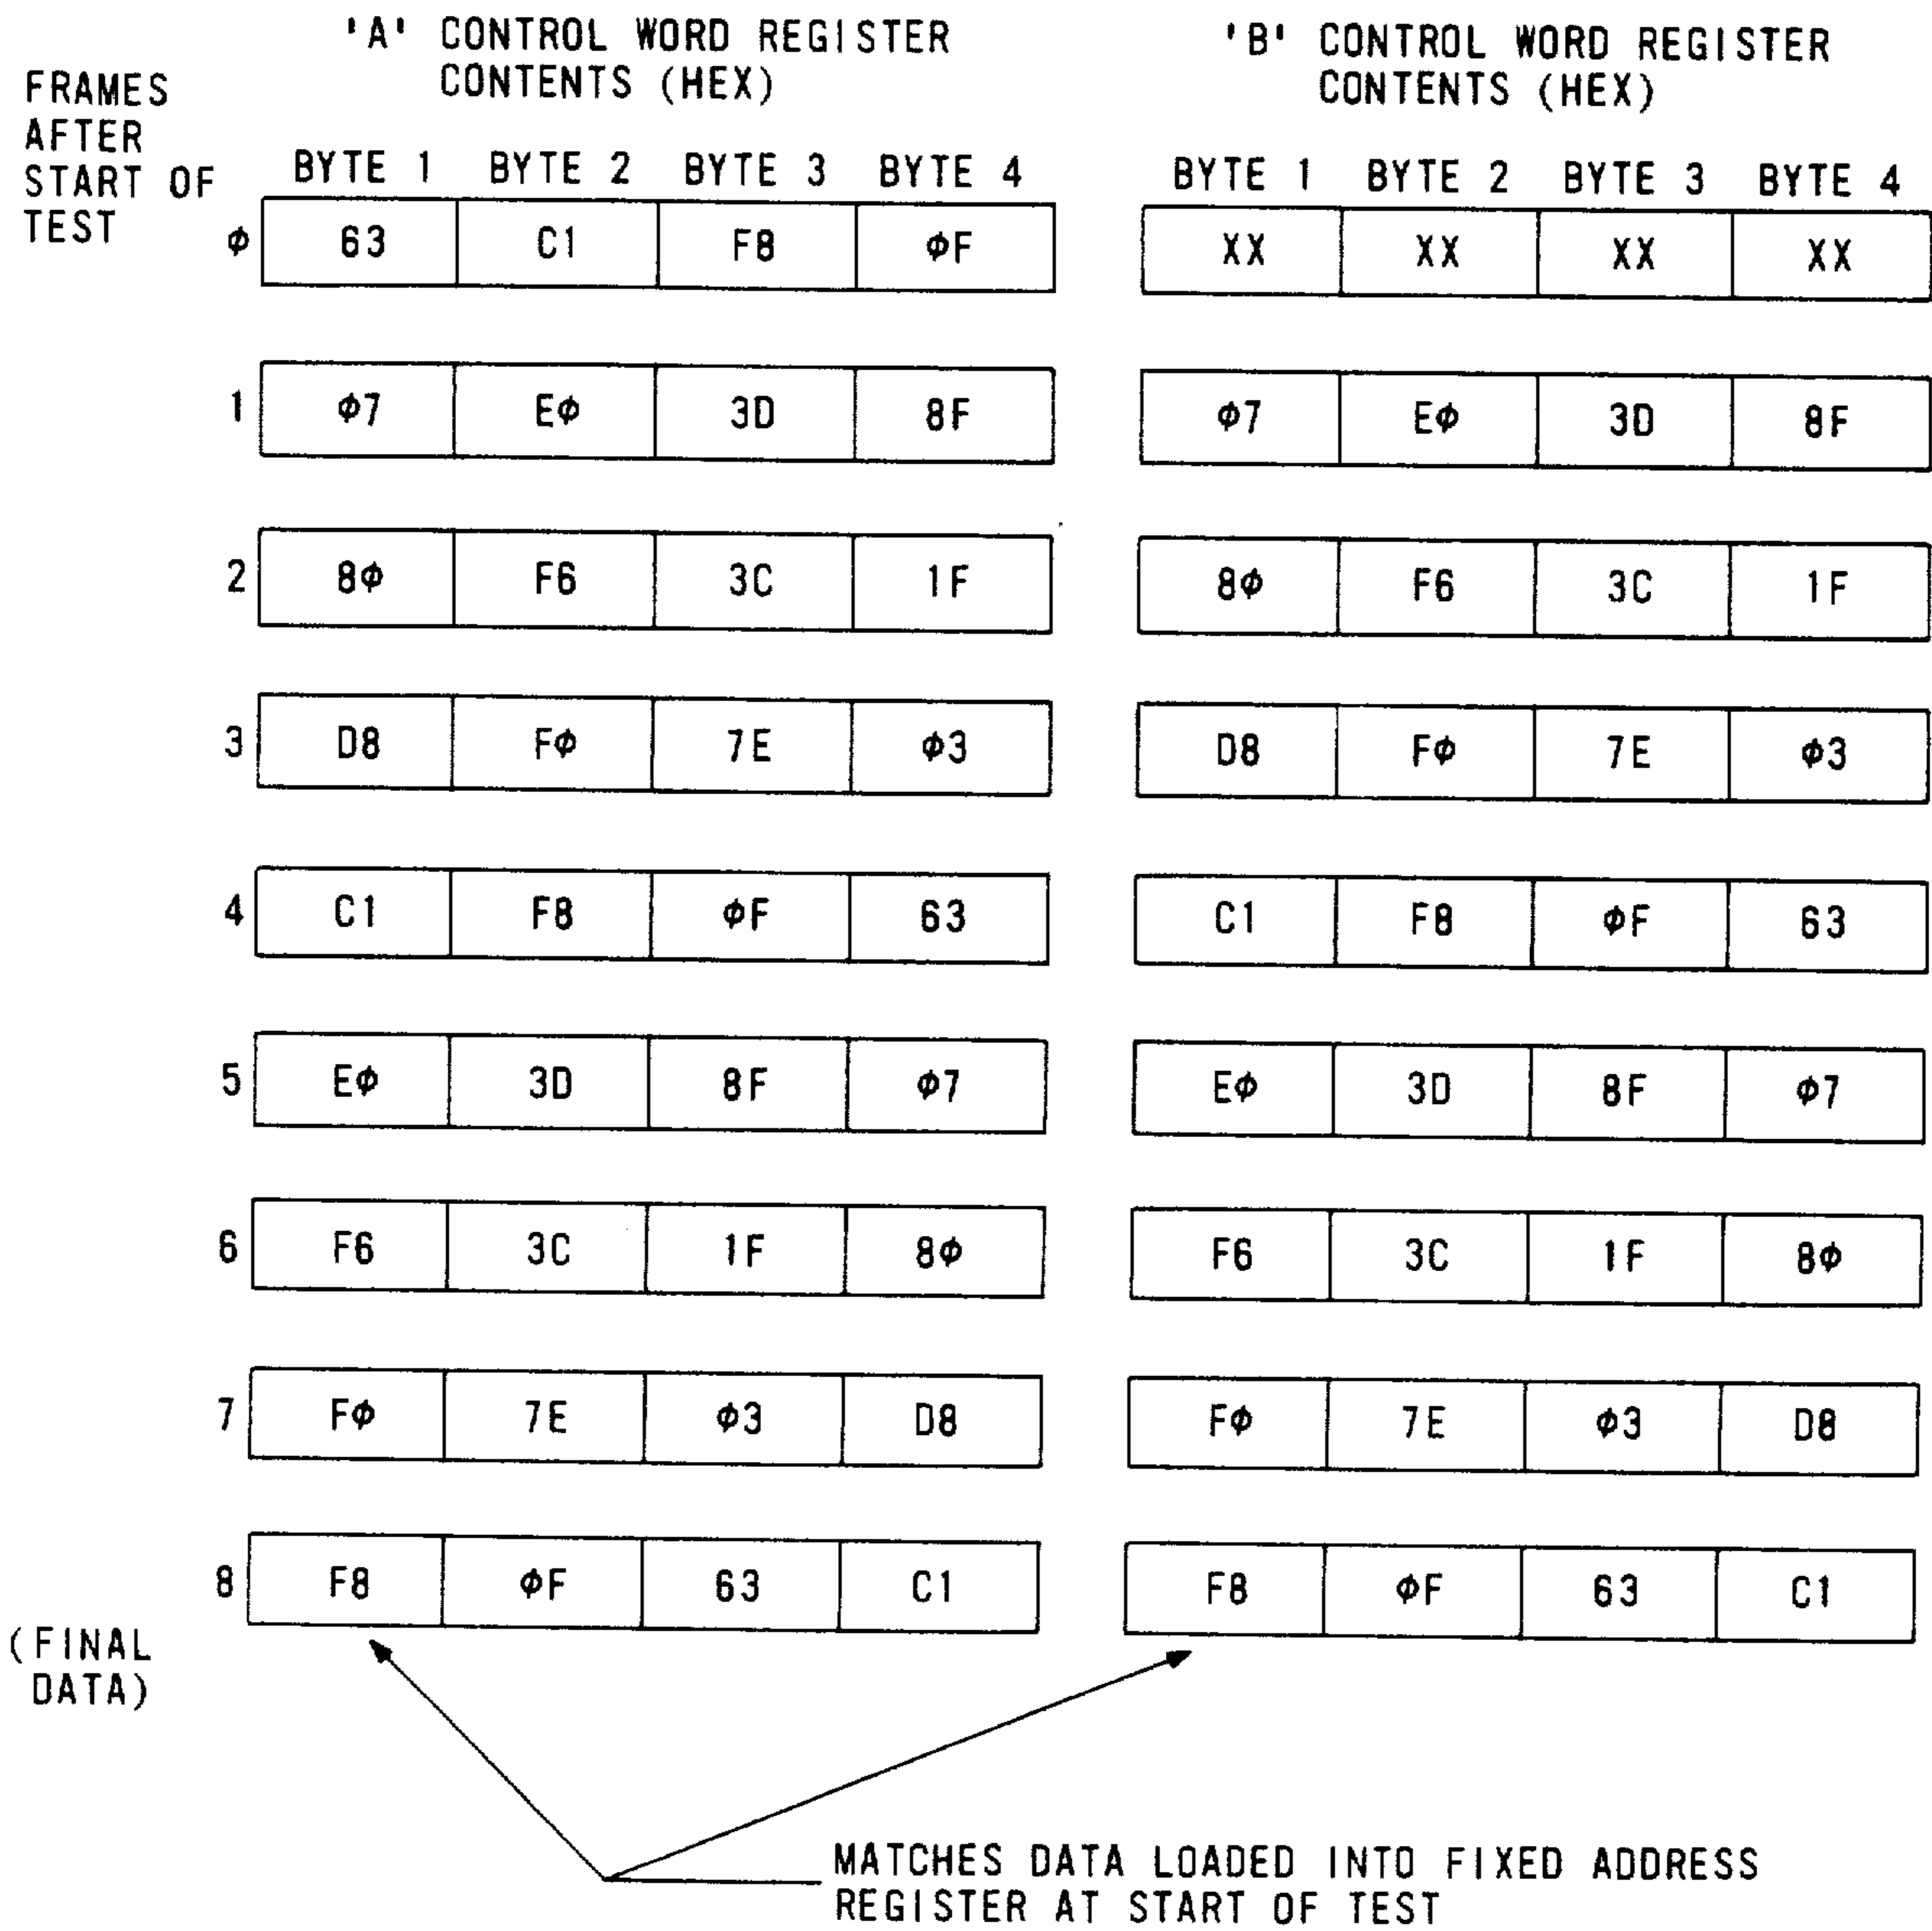 'A' CONTROL WORD REGISTER
CONTENTS (HEX)
'B' CONTROL WORD REGISTER
CONTENTS (HEX)
FRAMES
AFTER
START OF
TEST
BYTE 1 BYTE 2 BYTE 3 BYTE 4 BYTE 1 BYTE 2 BYTE 3 BYTE 4
ϕ 63 C1 F8 ϕF XX XX XX XX
1 ϕ7 Eϕ 3D 8F ϕ7 Eϕ 3D 8F
2 8ϕ F6 3C 1F 8ϕ F6 3C 1F
3 D8 Fϕ 7E ϕ3 D8 Fϕ 7E ϕ3
4 C1 F8 ϕF 63 C1 F8 ϕF 63
5 Eϕ 3D 8F ϕ7 Eϕ 3D 8F ϕ7
6 F6 3C 1F 8ϕ F6 3C 1F 8ϕ
7 Fϕ 7E ϕ3 D8 Fϕ 7E ϕ3 D8
8 F8 ϕF 63 C1 F8 ϕF 63 C1
(FINAL
DATA)
MATCHES DATA LOADED INTO FIXED ADDRESS
REGISTER AT START OF TEST